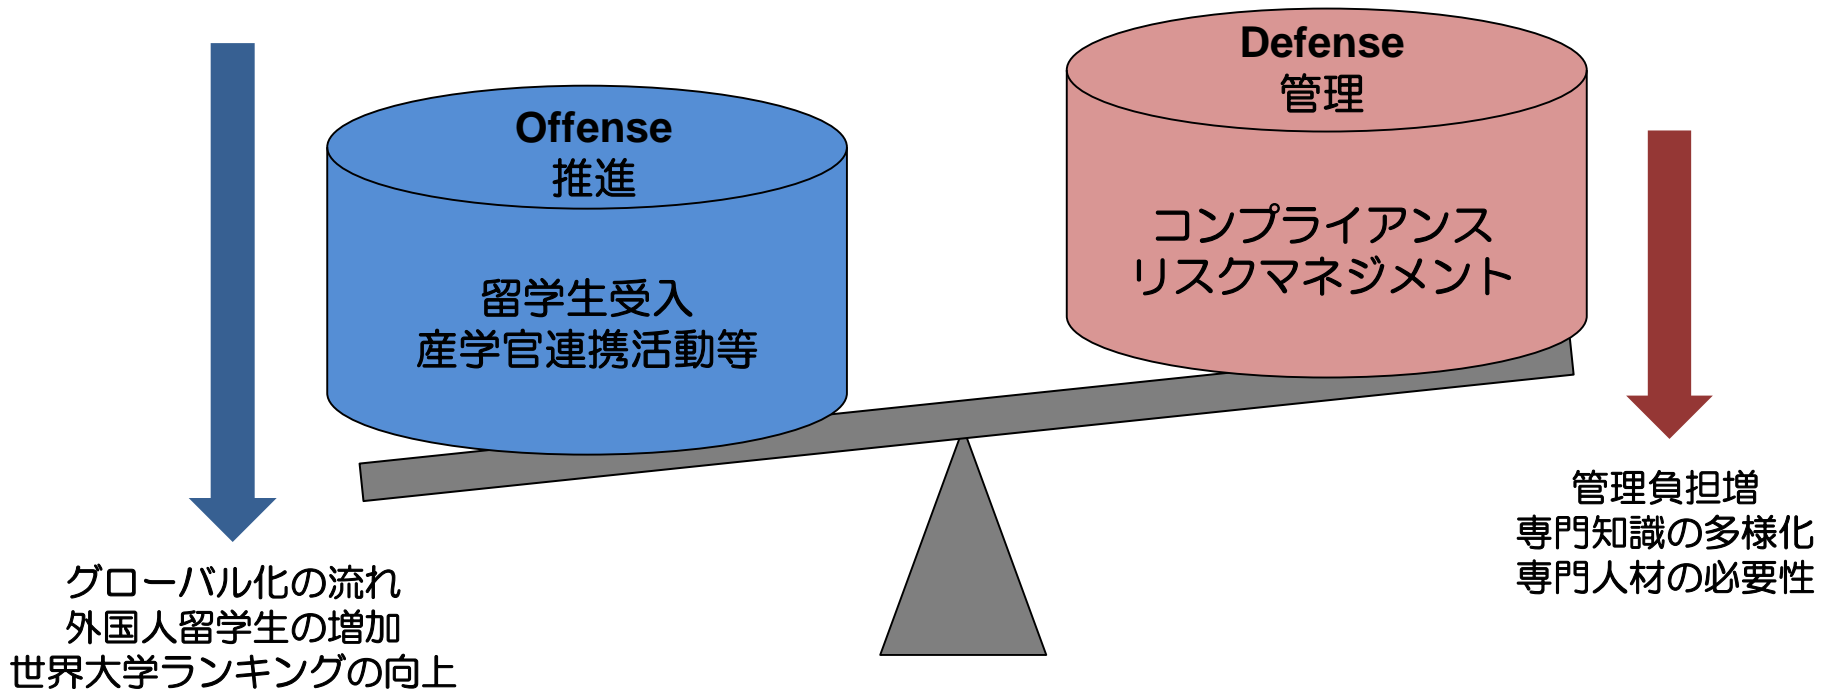 Offense
推進
留学生受入
産学官連携活動等
Defense
管理
コンプライアンス
リスクマネジメント
グローバル化の流れ
外国人留学生の増加
世界大学ランキングの向上
管理負担増
専門知識の多様化
専門人材の必要性